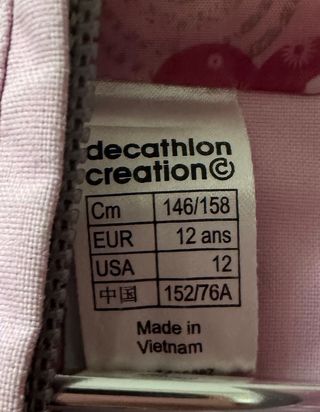 decathlon
creation©
Cm 146/158
EUR 12 ans
USA 12
中国 152/76A
Made in
Vietnam